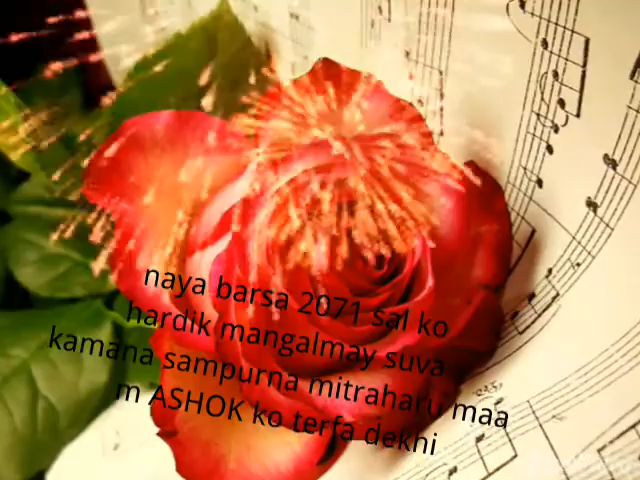 naya barsa 2071 sal ko
hardik mangalmay suva
kamana sampurna mitraharu maa
m ASHOK ko terfa dekhi